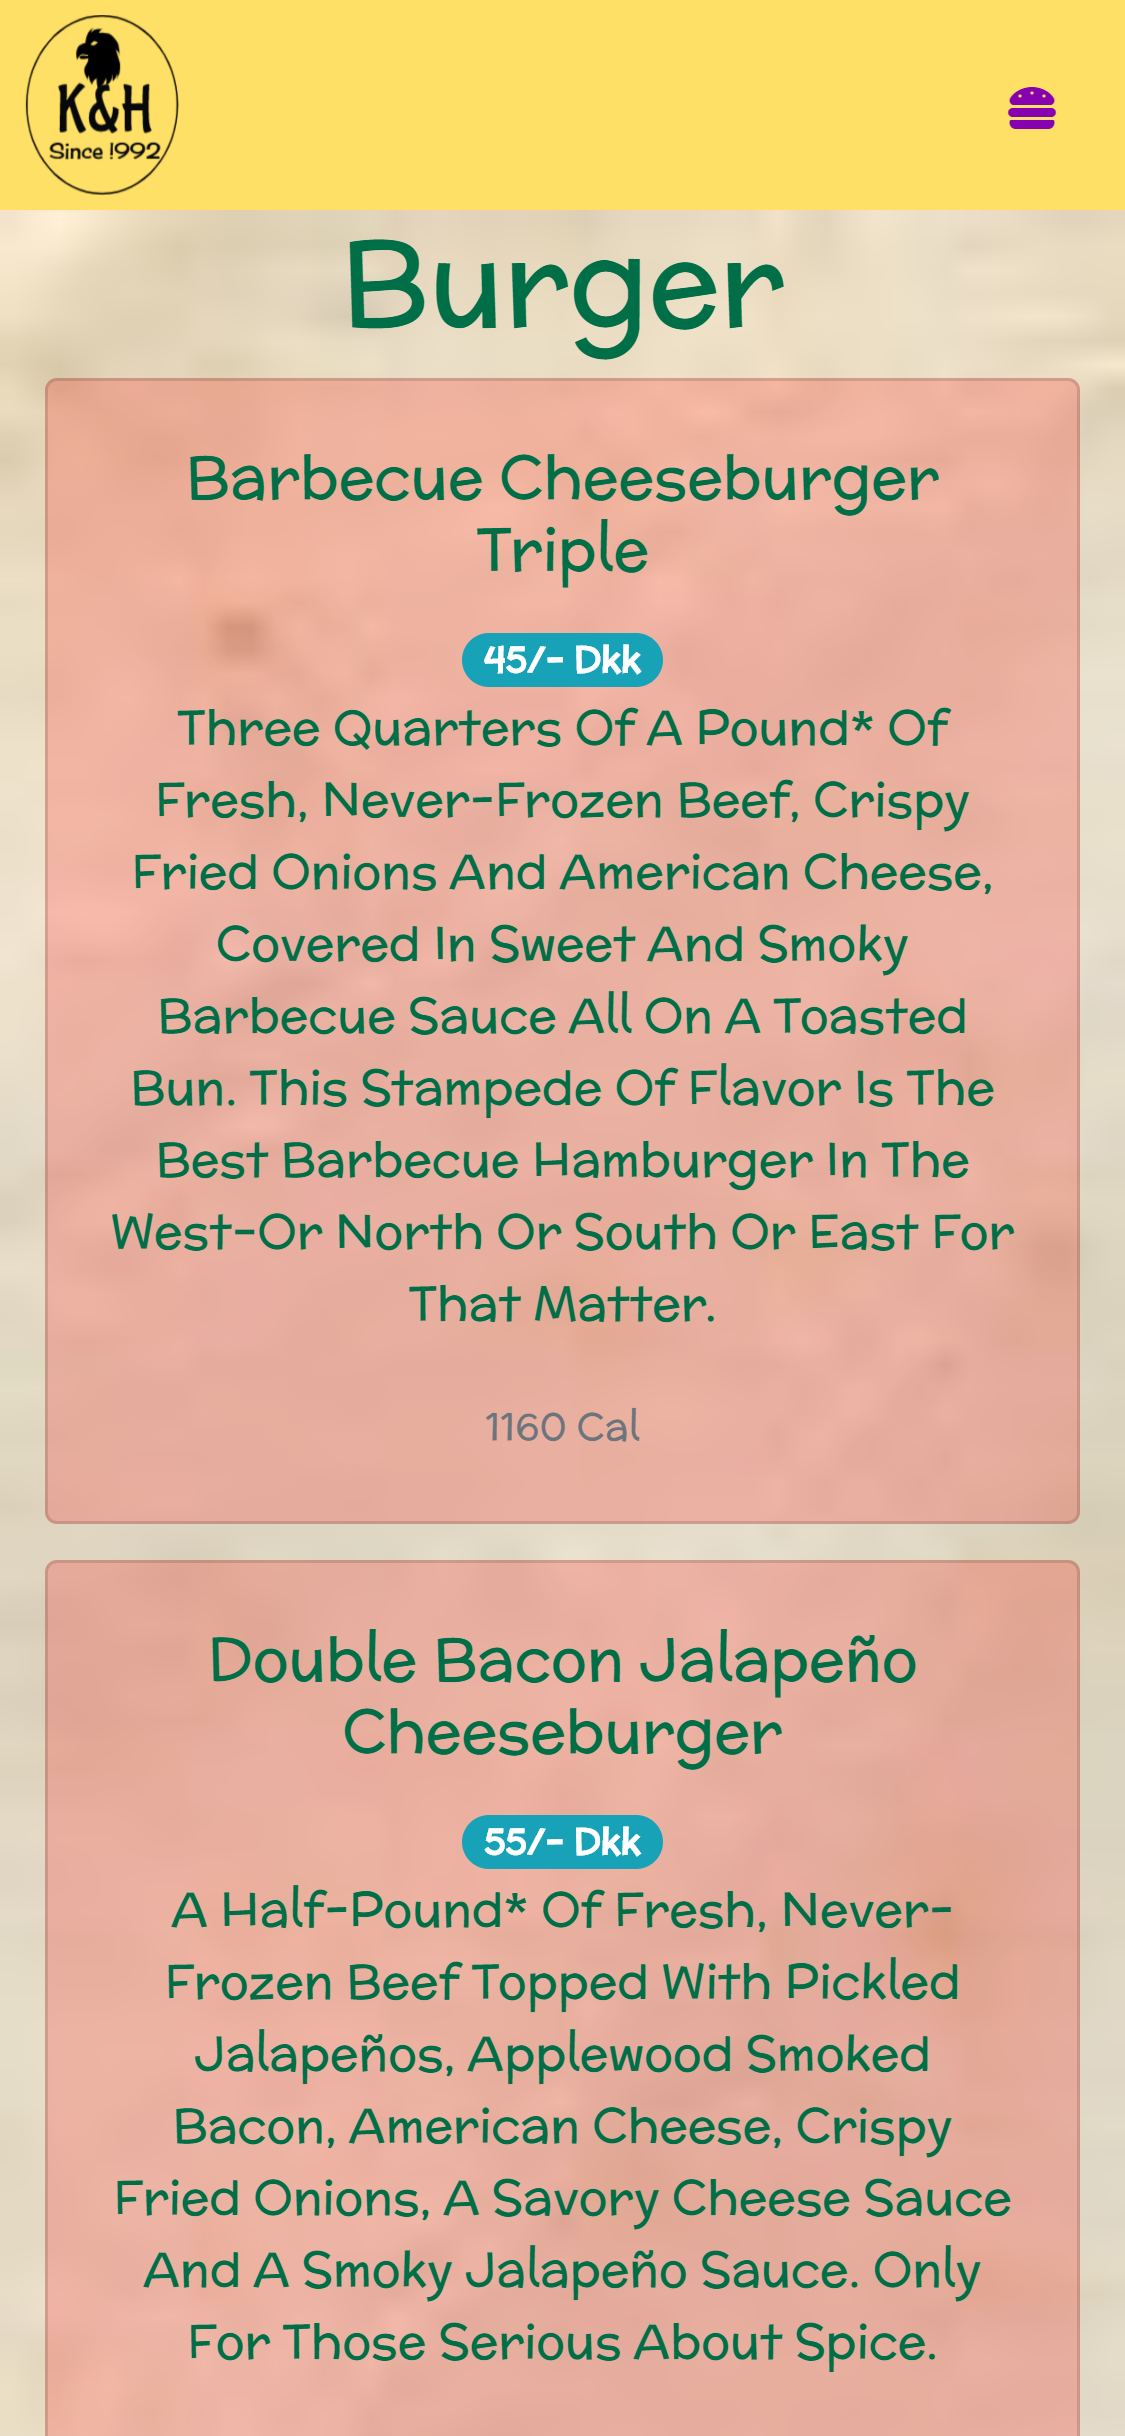 K&H
Since 1992
Burger
Barbecue Cheeseburger
Triple
45/- Dkk
Three Quarters Of A Pound* Of
Fresh, Never-Frozen Beef, Crispy
Fried Onions And American Cheese,
Covered In Sweet And Smoky
Barbecue Sauce All On A Toasted
Bun. This Stampede Of Flavor Is The
Best Barbecue Hamburger In The
West-Or North Or South Or East For
That Matter.
1160 Cal
Double Bacon Jalapeño
Cheeseburger
55/- Dkk
A Half-Pound* Of Fresh, Never-
Frozen Beef Topped With Pickled
Jalapeños, Applewood Smoked
Bacon, American Cheese, Crispy
Fried Onions, A Savory Cheese Sauce
And A Smoky Jalapeño Sauce. Only
For Those Serious About Spice.